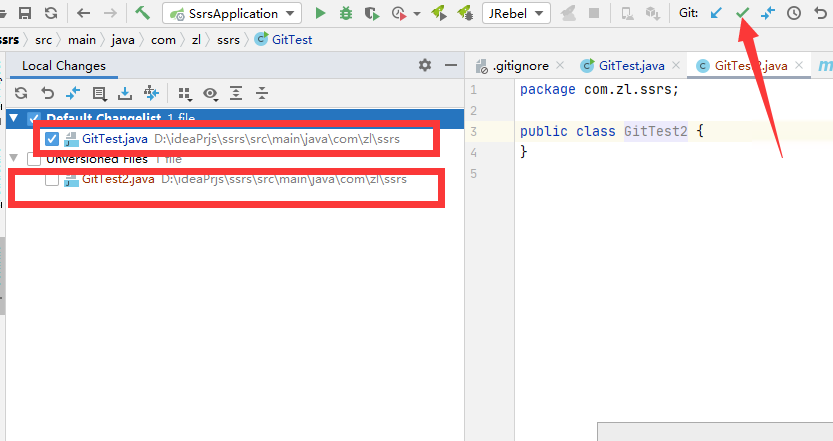 SsrsApplication
JRebel
Git:
ssrs src main java com zl ssrs GitTest
Local Changes
.gitignore
GitTest.java
GitTest2.java
Default Changelist 1 file
GitTest.java D:\ideaPrjs\ssrs\src\main\java\com\zl\ssrs
Unversioned Files 1 file
GitTest2.java D:\ideaPrjs\ssrs\src\main\java\com\zl\ssrs
1 package com.zl.ssrs;
2
3 public class GitTest2 {
4 }
5